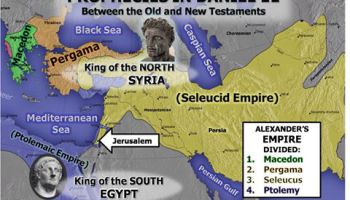 PROPHECIES IN DANIEL 11
Between the Old and New Testaments
Black Sea
Caspian Sea
Macedon
Pergama
King of the NORTH
SYRIA
(Seleucid Empire)
Mediterranean
Sea
Jerusalem
Persia
(Ptolemaic Empire)
King of the SOUTH
EGYPT
Persian Gulf
ALEXANDER'S
EMPIRE
DIVIDED:
1. Macedon
2. Pergama
3. Seleucus
4. Ptolemy